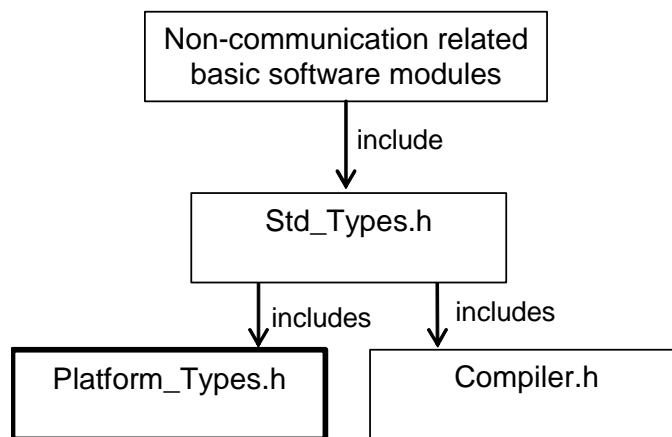 Non-communication related
basic software modules
include
Std_Types.h
includes
includes
Platform_Types.h
Compiler.h